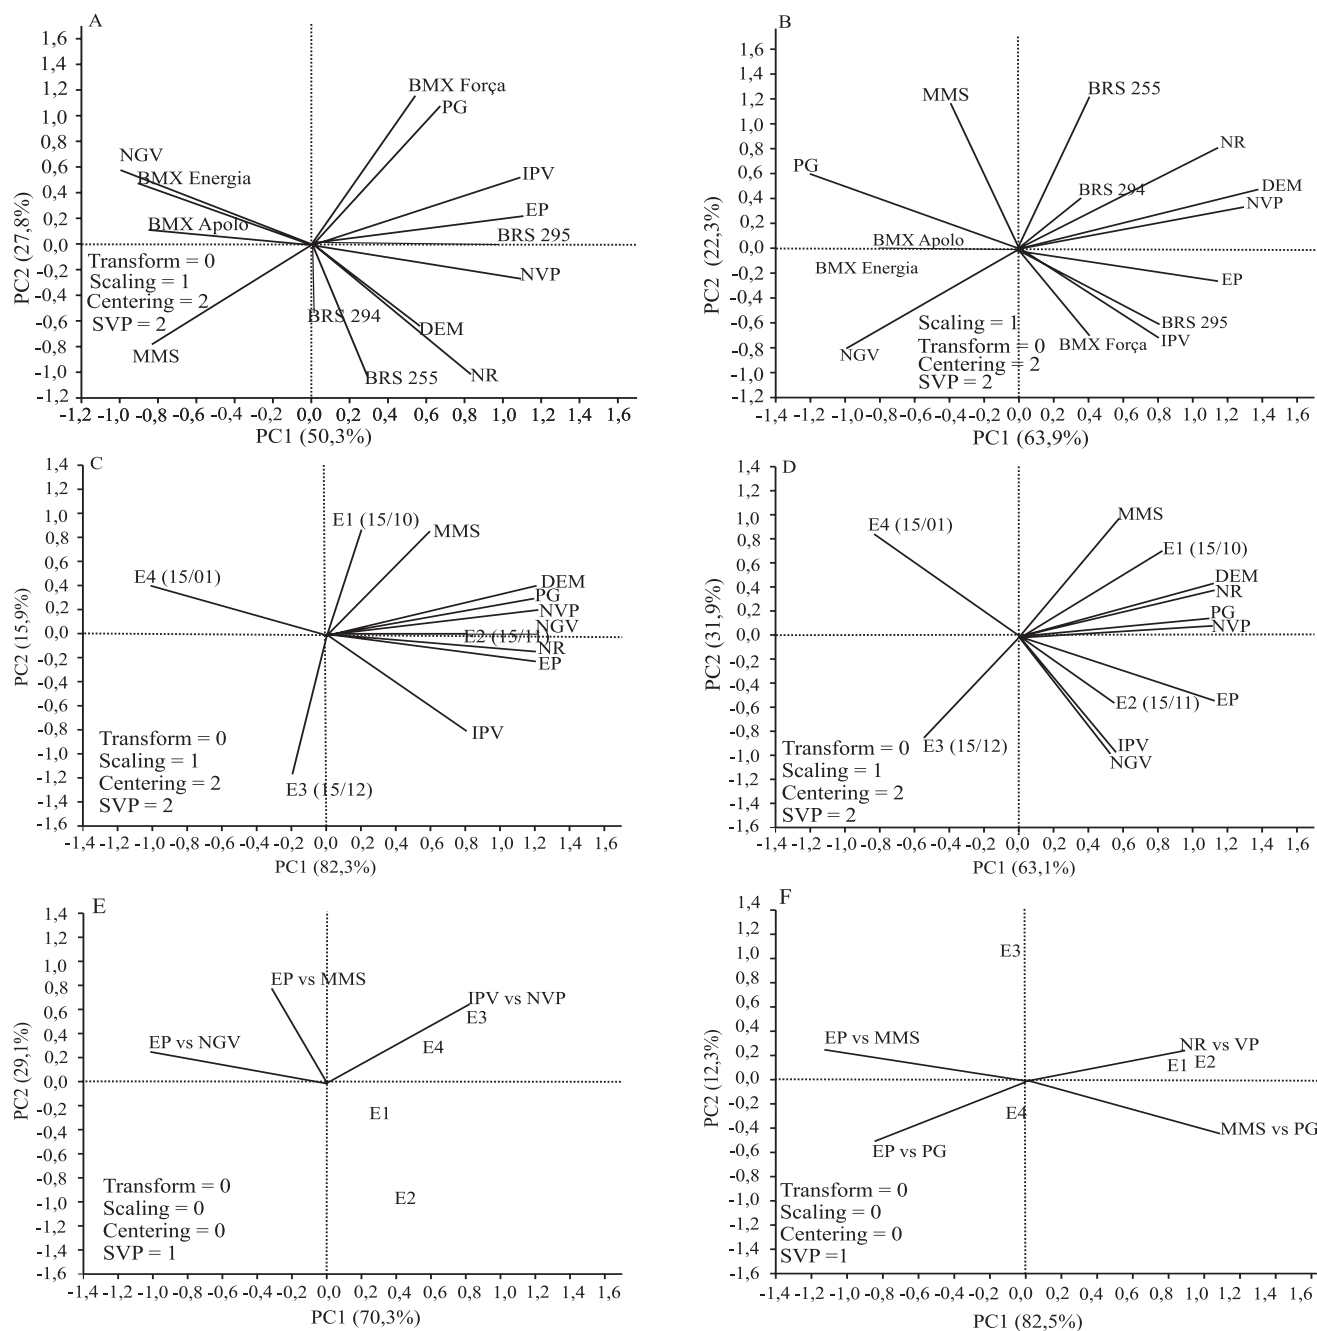 A
1,6
1,4
1,2
1,0
0,8
0,6
0,4
0,2
0,0
-0,2
-0,4
-0,6
-0,8
-1,0
-1,2
PC2 (27,8%)
BMX Força
PG
NGV
BMX Energia
IPV
BMX Apolo
EP
BRS 295
Transform = 0
Scaling = 1
Centering = 2
SVP = 2
NVP
BRS 294
DEM
MMS
BRS 255
NR
-1,2 -1,0 -0,8 -0,6 -0,4 -0,2 0,0 0,2 0,4 0,6 0,8 1,0 1,2 1,4 1,6
PC1 (50,3%)
B
1,6
1,4
1,2
1,0
0,8
0,6
0,4
0,2
0,0
-0,2
-0,4
-0,6
-0,8
-1,0
-1,2
PC2 (22,3%)
MMS
BRS 255
NR
PG
BRS 294
DEM
NVP
BMX Apolo
BMX Energia
EP
Scaling = 1
BRS 295
Transform = 0
BMX Força
IPV
NGV
Centering = 2
SVP = 2
-1,4 -1,2 -1,0 -0,8 -0,6 -0,4 -0,2 0,0 0,2 0,4 0,6 0,8 1,0 1,2 1,4 1,6
PC1 (63,9%)
C
1,4
1,2
1,0
0,8
0,6
0,4
0,2
0,0
-0,2
-0,4
-0,6
-0,8
-1,0
-1,2
-1,4
-1,6
PC2 (15,9%)
E1 (15/10)
MMS
E4 (15/01)
DEM
PG
NVP
NGV
E2 (15/11)
NR
EP
IPV
Transform = 0
Scaling = 1
Centering = 2
SVP = 2
E3 (15/12)
-1,4 -1,2 -1,0 -0,8 -0,6 -0,4 -0,2 0,0 0,2 0,4 0,6 0,8 1,0 1,2 1,4 1,6
PC1 (82,3%)
D
1,4
1,2
1,0
0,8
0,6
0,4
0,2
0,0
-0,2
-0,4
-0,6
-0,8
-1,0
-1,2
-1,4
-1,6
PC2 (31,9%)
MMS
E4 (15/01)
E1 (15/10)
DEM
NR
PG
NVP
EP
E2 (15/11)
E3 (15/12)
IPV
NGV
Transform = 0
Scaling = 1
Centering = 2
SVP = 2
-1,4 -1,2 -1,0 -0,8 -0,6 -0,4 -0,2 0,0 0,2 0,4 0,6 0,8 1,0 1,2 1,4 1,6
PC1 (63,1%)
E
1,4
1,2
1,0
0,8
0,6
0,4
0,2
0,0
-0,2
-0,4
-0,6
-0,8
-1,0
-1,2
-1,4
-1,6
PC2 (29,1%)
EP vs MMS
IPV vs NVP
E3
EP vs NGV
E4
E1
E2
Transform = 0
Scaling = 0
Centering = 0
SVP = 1
-1,4 -1,2 -1,0 -0,8 -0,6 -0,4 -0,2 0,0 0,2 0,4 0,6 0,8 1,0 1,2 1,4 1,6
PC1 (70,3%)
F
1,4
1,2
1,0
0,8
0,6
0,4
0,2
0,0
-0,2
-0,4
-0,6
-0,8
-1,0
-1,2
-1,4
-1,6
PC2 (12,3%)
E3
EP vs MMS
NR vs VP
E1 E2
E4
MMS vs PG
EP vs PG
Transform = 0
Scaling = 0
Centering = 0
SVP =1
-1,4 -1,2 -1,0 -0,8 -0,6 -0,4 -0,2 0,0 0,2 0,4 0,6 0,8 1,0 1,2 1,4 1,6
PC1 (82,5%)